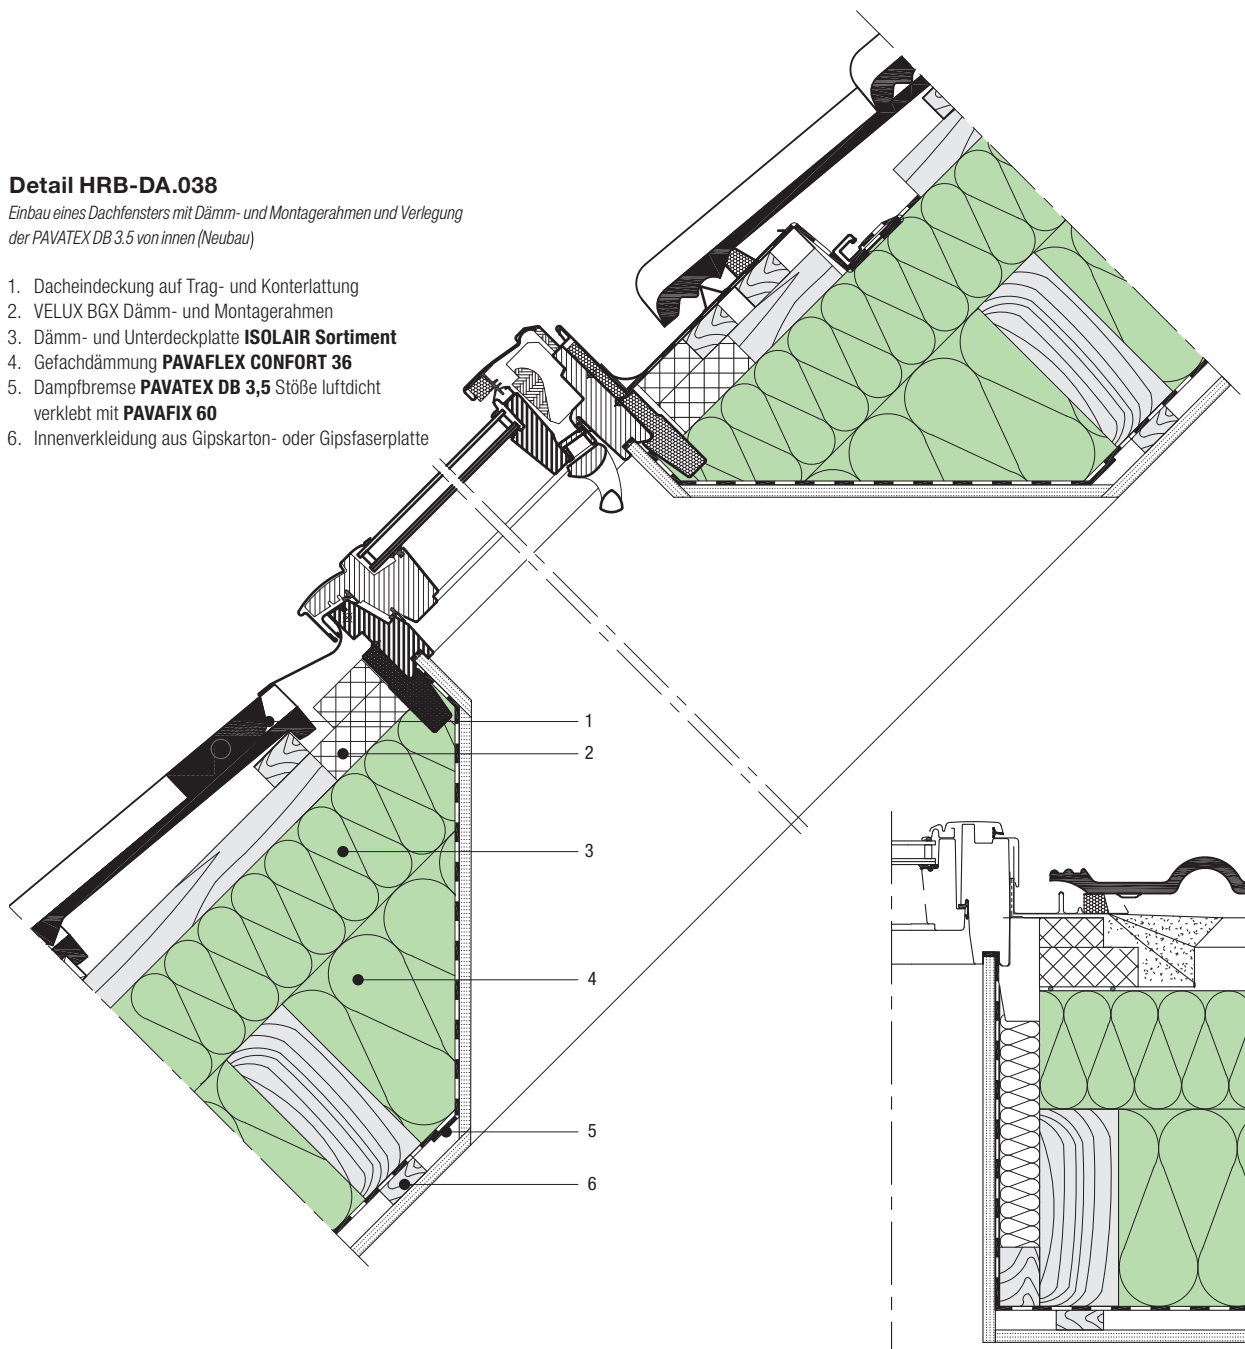 Detail HRB-DA.038
Einbau eines Dachfensters mit Dämm- und Montagerahmen und Verlegung
der PAVATEX DB 3.5 von innen (Neubau)
1. Dacheindeckung auf Trag- und Konterlattung
2. VELUX BGX Dämm- und Montagerahmen
3. Dämm- und Unterdeckplatte ISOLAIR Sortiment
4. Gefachdämmung PAVAFLEX CONFORT 36
5. Dampfbremse PAVATEX DB 3,5 Stöße luftdicht
verklebt mit PAVAFIX 60
6. Innenverkleidung aus Gipskarton- oder Gipsfaserplatte
1
2
3
4
5
6